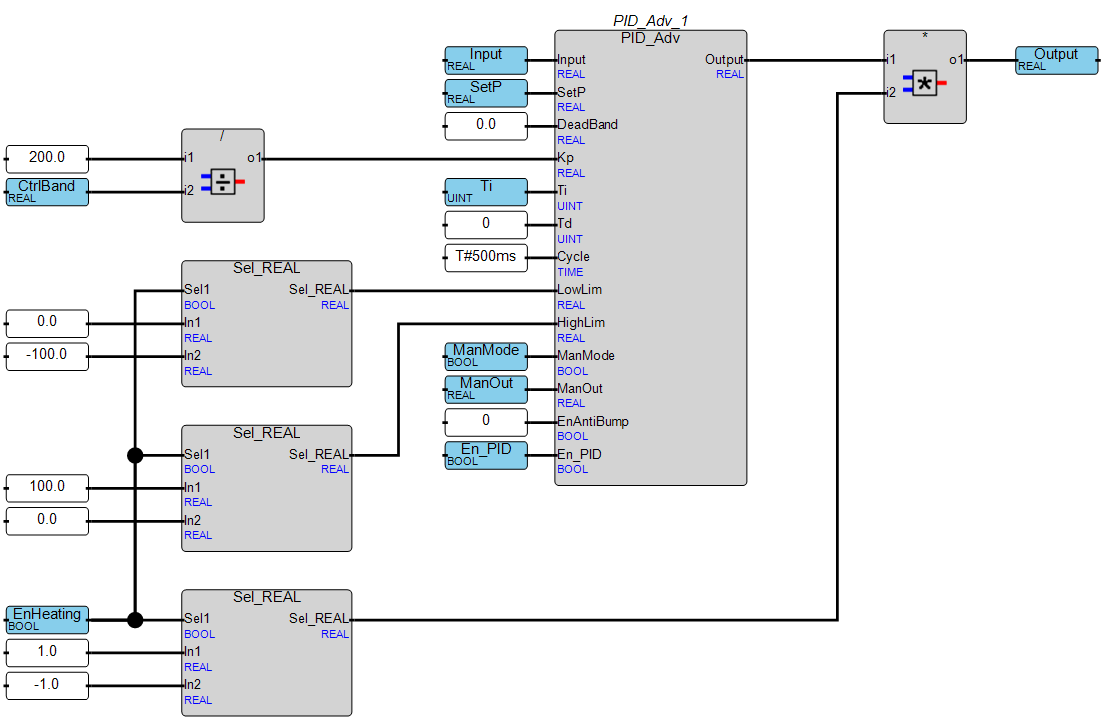 PID_Adv_1
PID_Adv
Input
REAL
Input
REAL
Output
REAL
*
i1
o1
i2
Output
REAL
SetP
REAL
SetP
REAL
0.0
DeadBand
REAL
/
200.0
i1
o1
Kp
REAL
CtrlBand
REAL
i2
Ti
UINT
Ti
UINT
0
Td
UINT
T#500ms
Cycle
TIME
Sel_REAL
Sel1
BOOL
Sel_REAL
REAL
LowLim
REAL
0.0
In1
REAL
HighLim
REAL
-100.0
In2
REAL
ManMode
BOOL
ManMode
BOOL
ManOut
REAL
ManOut
REAL
0
EnAntiBump
BOOL
Sel_REAL
Sel1
BOOL
Sel_REAL
REAL
En_PID
BOOL
En_PID
BOOL
100.0
In1
REAL
0.0
In2
REAL
Sel_REAL
EnHeating
BOOL
Sel1
BOOL
Sel_REAL
REAL
1.0
In1
REAL
-1.0
In2
REAL